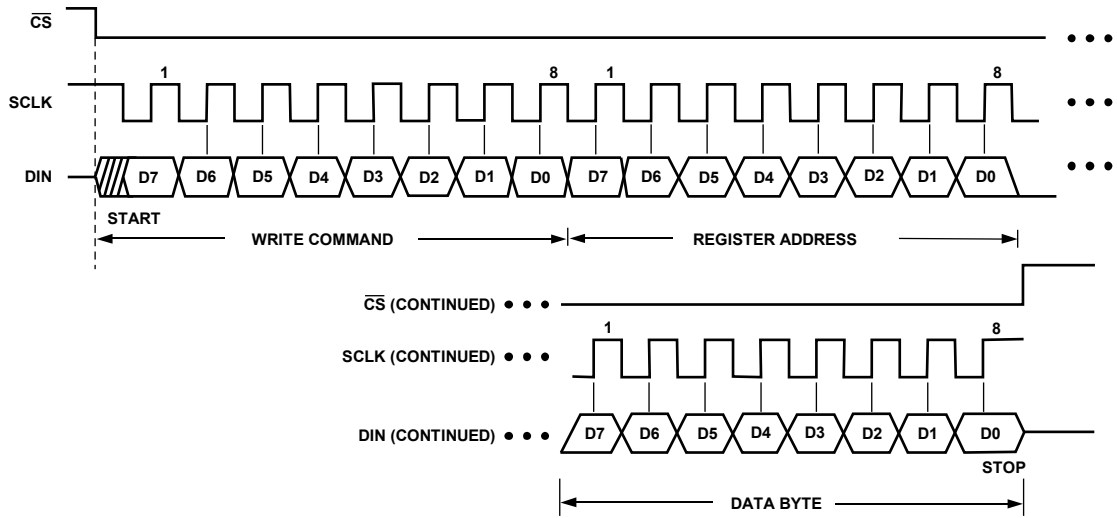 CS
1 8 1 8
SCLK
DIN D7 D6 D5 D4 D3 D2 D1 D0 D7 D6 D5 D4 D3 D2 D1 D0
START
WRITE COMMAND REGISTER ADDRESS
CS (CONTINUED)
1 8
SCLK (CONTINUED)
DIN (CONTINUED) D7 D6 D5 D4 D3 D2 D1 D0
STOP
DATA BYTE